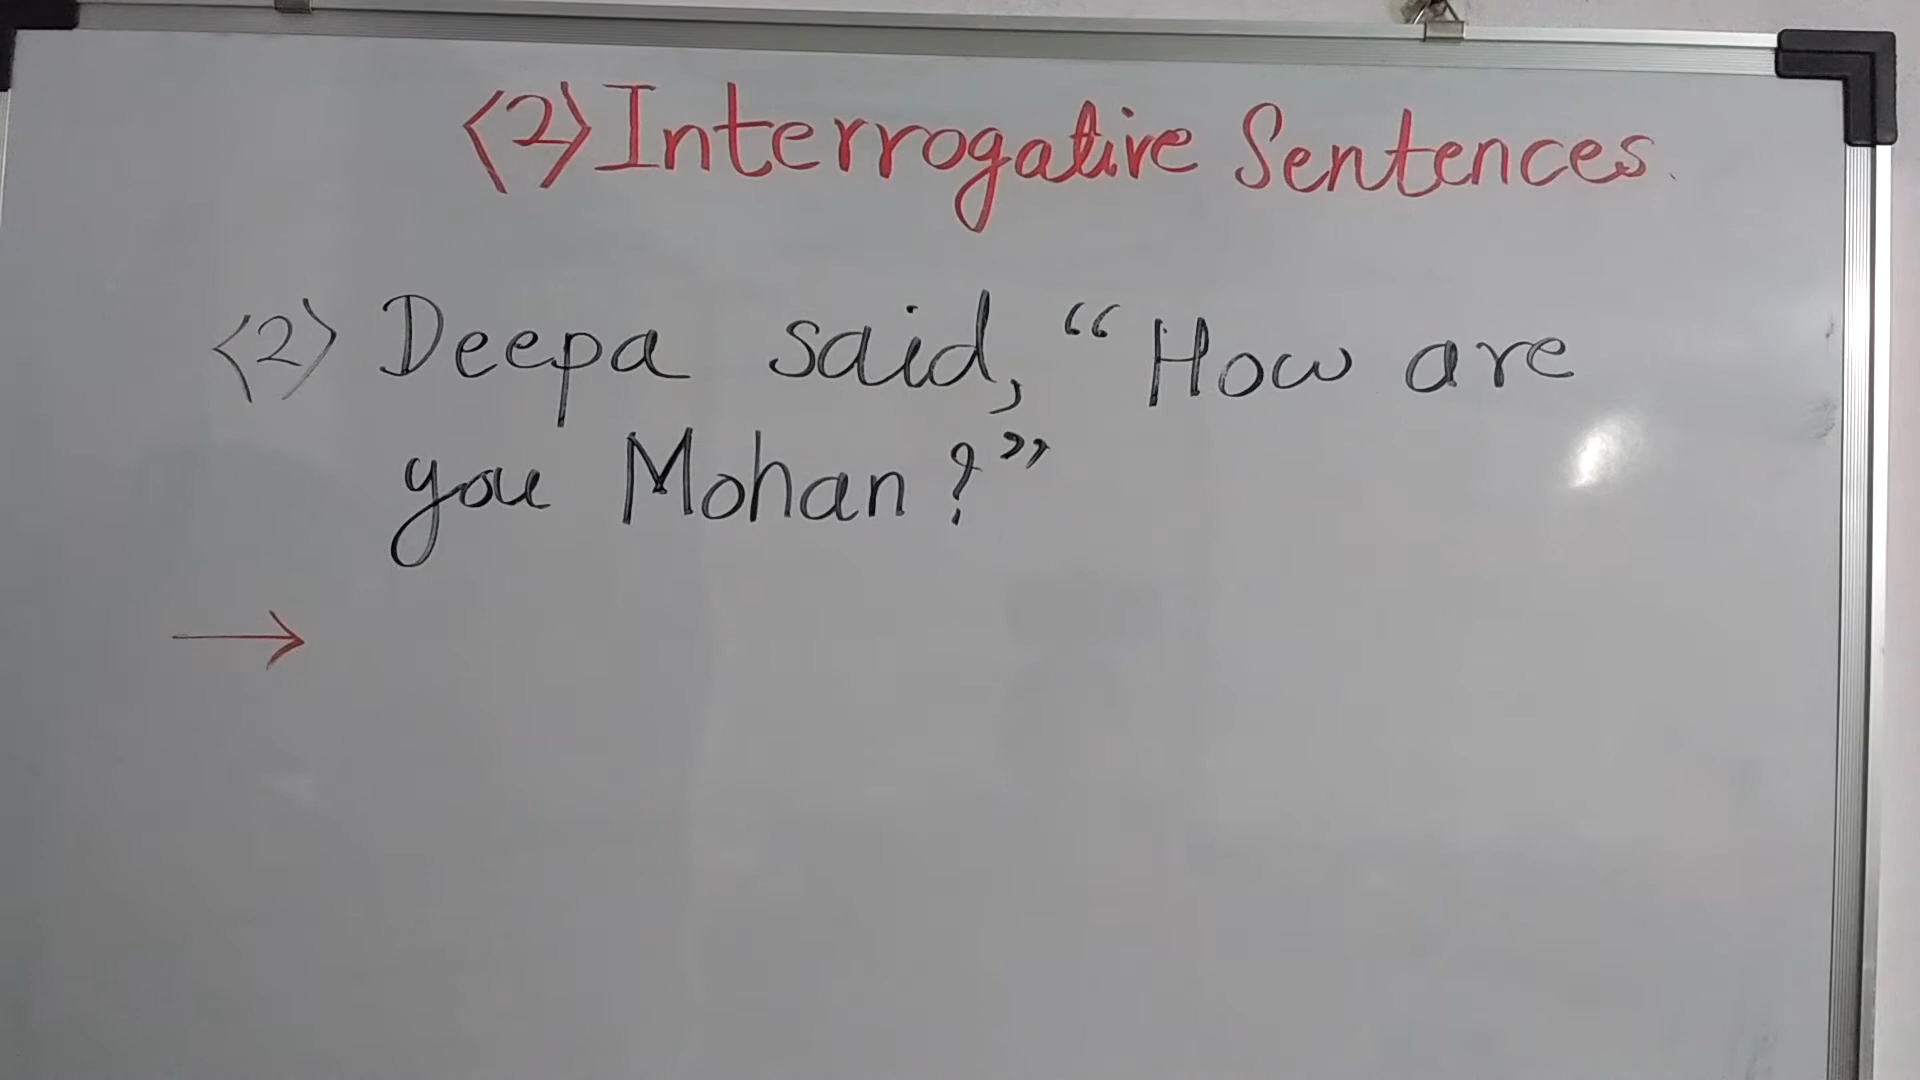 <2> Interrogative Sentences.
<2> Deepa said, “How are
you Mohan?”
→